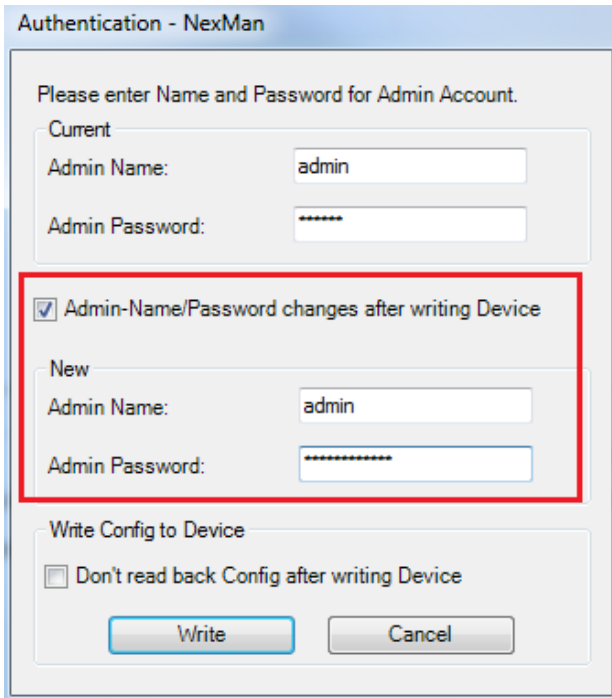 Authentication - NexMan
Please enter Name and Password for Admin Account.
Current
Admin Name: admin
Admin Password: ******
Admin-Name/Password changes after writing Device
New
Admin Name: admin
Admin Password: ************
Write Config to Device
Don't read back Config after writing Device
Write Cancel